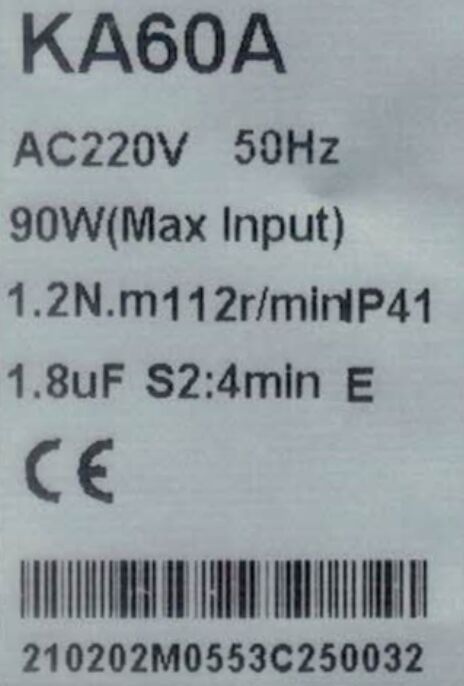 KA60A
AC220V 50Hz
90W(Max Input)
1.2N.m112r/minIP41
1.8uF S2:4min E
CE
210202M0553C250032